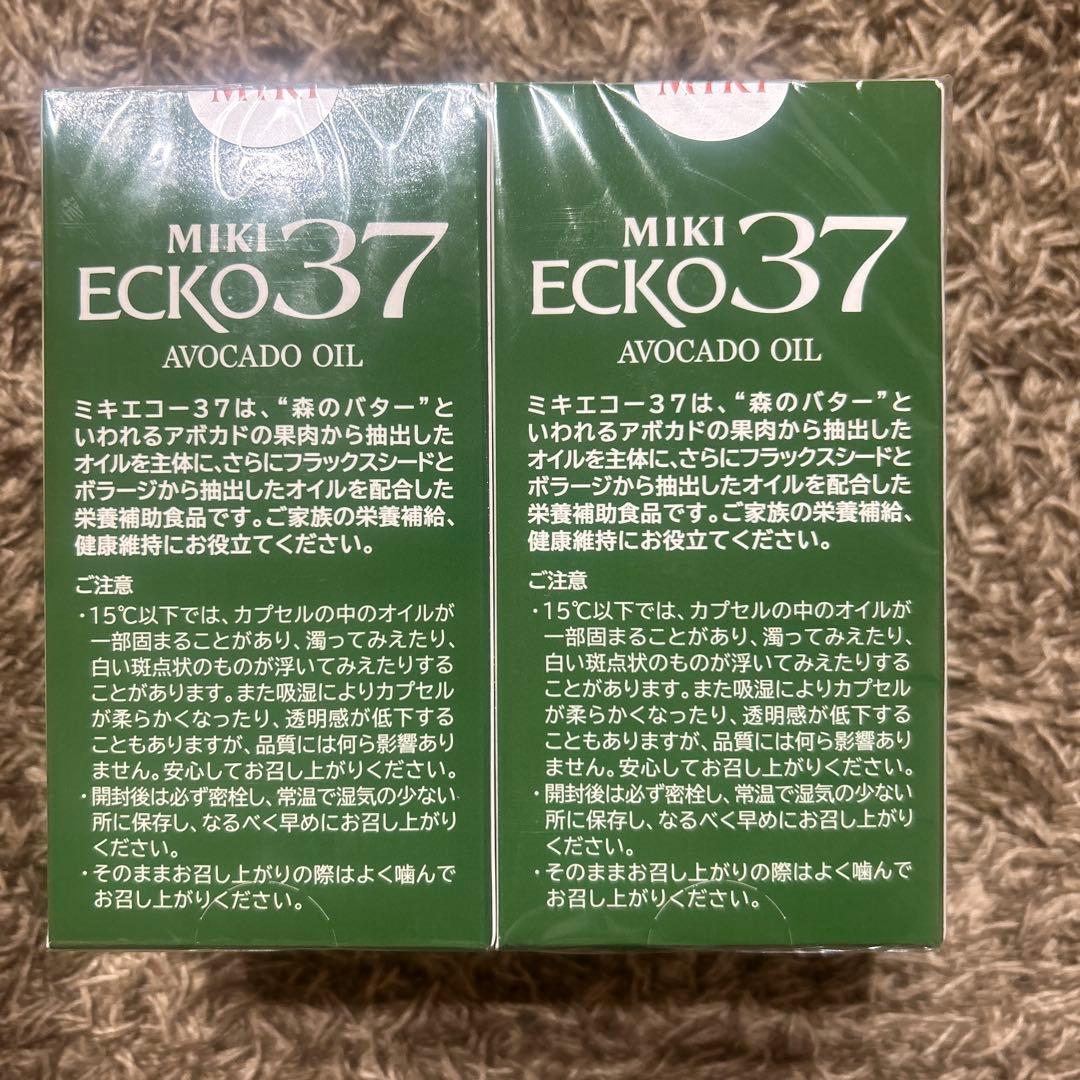 MIKI
MIKI
ECKO37
AVOCADO OIL
ミキエコー37は、“森のバター”と
いわれるアボカドの果肉から抽出した
オイルを主体に、さらにフラックスシードと
ボラージから抽出したオイルを配合した
栄養補助食品です。ご家族の栄養補給、
健康維持にお役立てください。
ご注意
・15℃以下では、カプセルの中のオイルが
一部固まることがあり、濁ってみえたり、
白い斑点状のものが浮いてみえたりする
ことがあります。また吸湿によりカプセル
が柔らかくなったり、透明感が低下する
こともありますが、品質には何ら影響あり
ません。安心してお召し上がりください。
・開封後は必ず密栓し、常温で湿気の少ない
所に保存し、なるべく早めにお召し上がり
ください。
・そのままお召し上がりの際はよく噛んで
お召し上がりください。
MIKI
MIKI
ECKO37
AVOCADO OIL
ミキエコー37は、“森のバター”と
いわれるアボカドの果肉から抽出した
オイルを主体に、さらにフラックスシードと
ボラージから抽出したオイルを配合した
栄養補助食品です。ご家族の栄養補給、
健康維持にお役立てください。
ご注意
・15℃以下では、カプセルの中のオイルが
一部固まることがあり、濁ってみえたり、
白い斑点状のものが浮いてみえたりする
ことがあります。また吸湿によりカプセル
が柔らかくなったり、透明感が低下する
こともありますが、品質には何ら影響あり
ません。安心してお召し上がりください。
・開封後は必ず密栓し、常温で湿気の少ない
所に保存し、なるべく早めにお召し上がり
ください。
・そのままお召し上がりの際はよく噛んで
お召し上がりください。